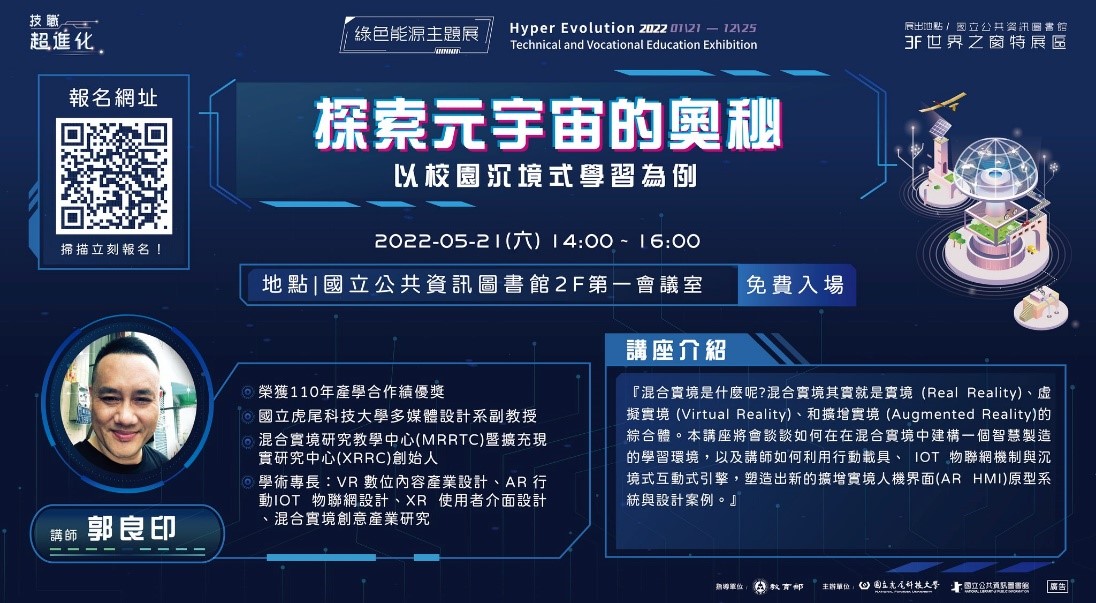 技職
超進化
綠色能源主題展
Hyper Evolution 2022 01\21 — 12\25
Technical and Vocational Education Exhibition
展出地點/ 國立公共資訊圖書館
3F世界之窗特展區
報名網址
掃描立刻報名！
探索元宇宙的奧秘
以校園沉境式學習為例
2022-05-21(六) 14:00 ~ 16:00
地點|國立公共資訊圖書館2F第一會議室
免費入場
講師 郭良印
榮獲110年產學合作績優獎
國立虎尾科技大學多媒體設計系副教授
混合實境研究教學中心(MRRTC)暨擴充現
實研究中心(XRRC)創始人
學術專長：VR 數位內容產業設計、AR 行
動IOT 物聯網設計、XR 使用者介面設計
、混合實境創意產業研究
講座介紹
『混合實境是什麼呢?混合實境其實就是實境 (Real Reality)、虛
擬實境 (Virtual Reality)、和擴增實境 (Augmented Reality)的
綜合體。本講座將會談談如何在在混合實境中建構一個智慧製造
的學習環境，以及講師如何利用行動載具、 IOT 物聯網機制與沉
境式互動式引擎，塑造出新的擴增實境人機界面(AR HMI)原型系
統與設計案例。』
指導單位： 教育部
主辦單位： 國立虎尾科技大學
NATIONAL FORMOSA UNIVERSITY
國立公共資訊圖書館
NATIONAL LIBRARY OF PUBLIC INFORMATION
廣告